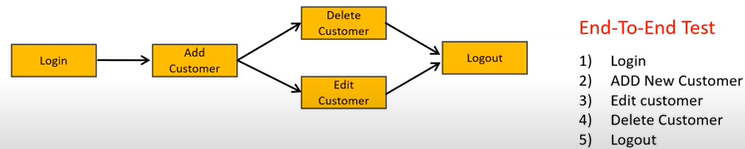 Login
Add
Customer
Delete
Customer
Edit
Customer
Logout
End-To-End Test
1) Login
2) ADD New Customer
3) Edit customer
4) Delete Customer
5) Logout